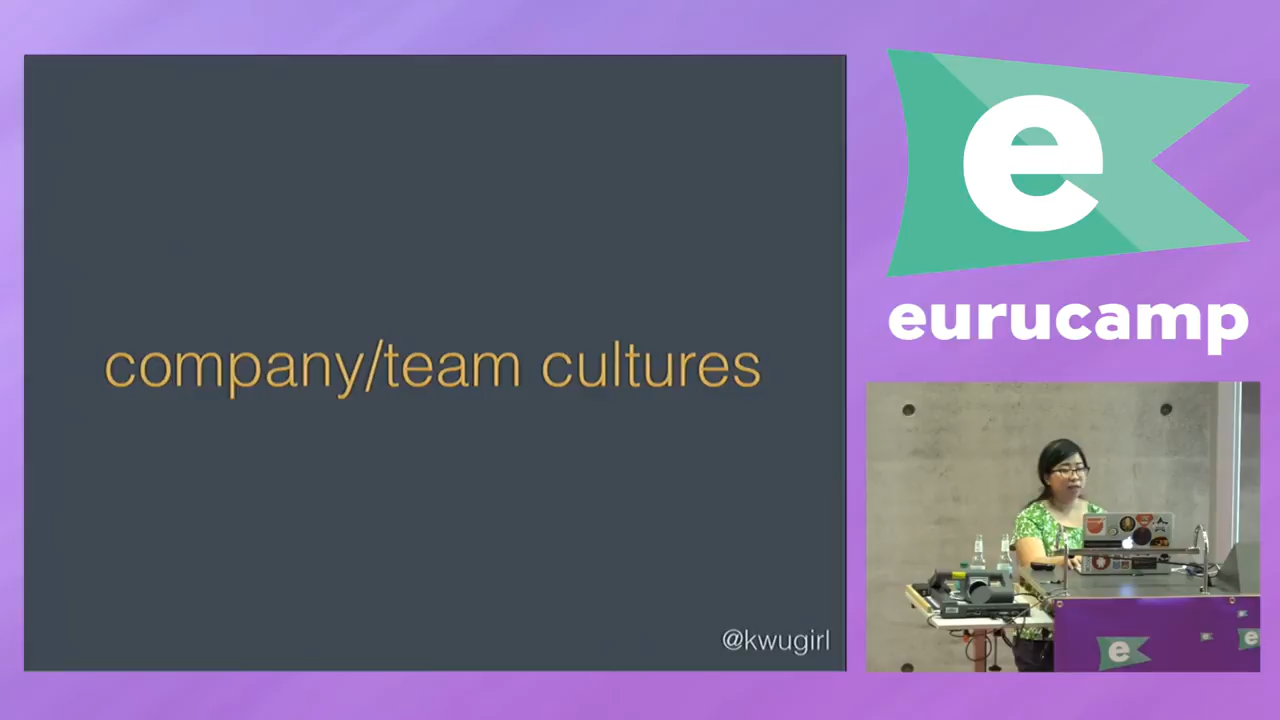 company/team cultures
@kwugirl
e
eurucamp
e
e